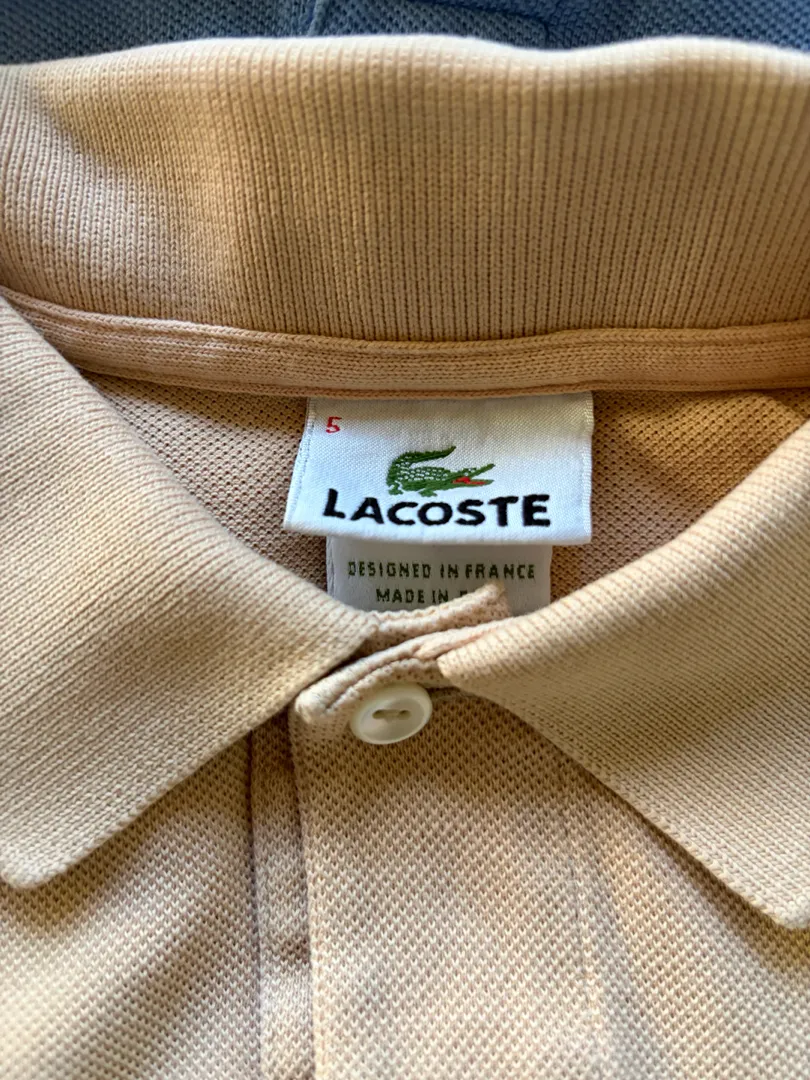 5
LACOSTE
DESIGNED IN FRANCE
MADE IN